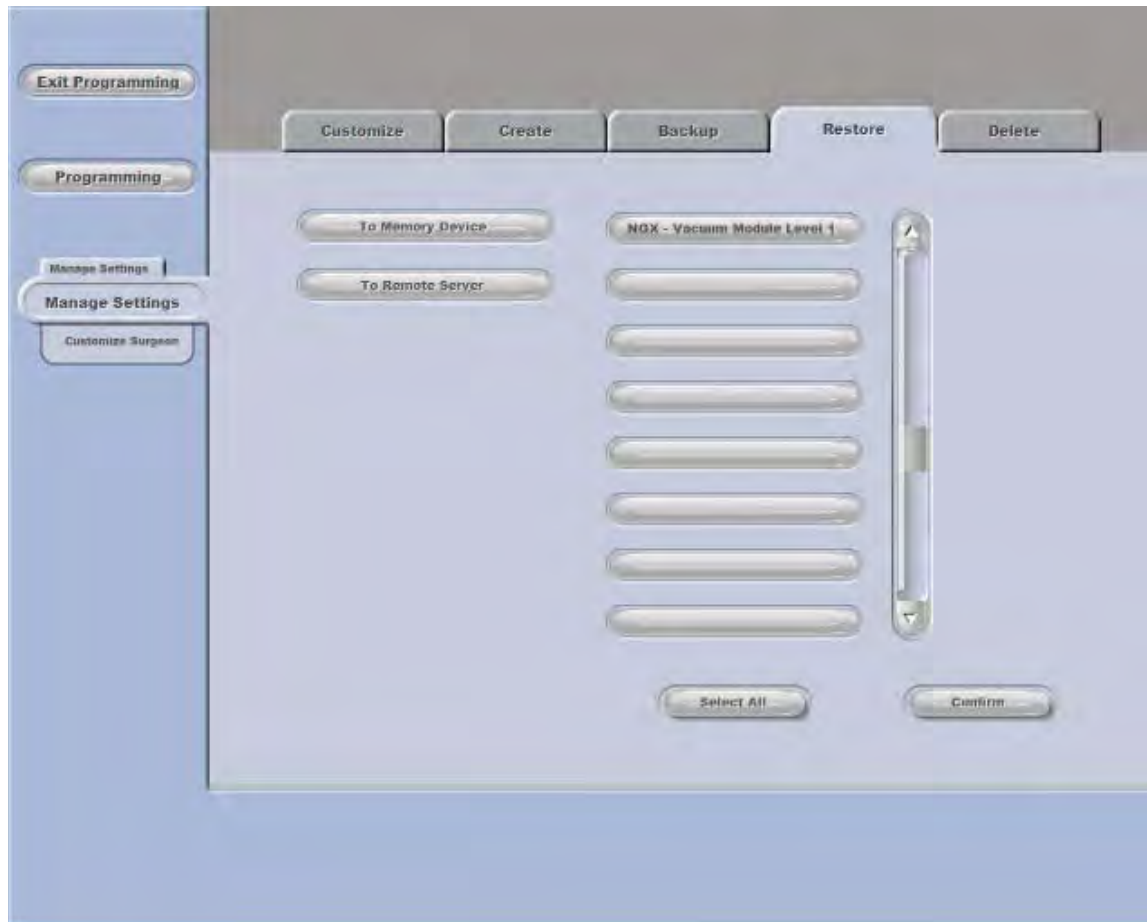 Exit Programming
Customize
Create
Backup
Restore
Delete
Programming
To Memory Device
NGX - Vacuum Module Level 1
Manage Settings
To Remote Server
Manage Settings
Customize Surgeon
Select All
Confirm